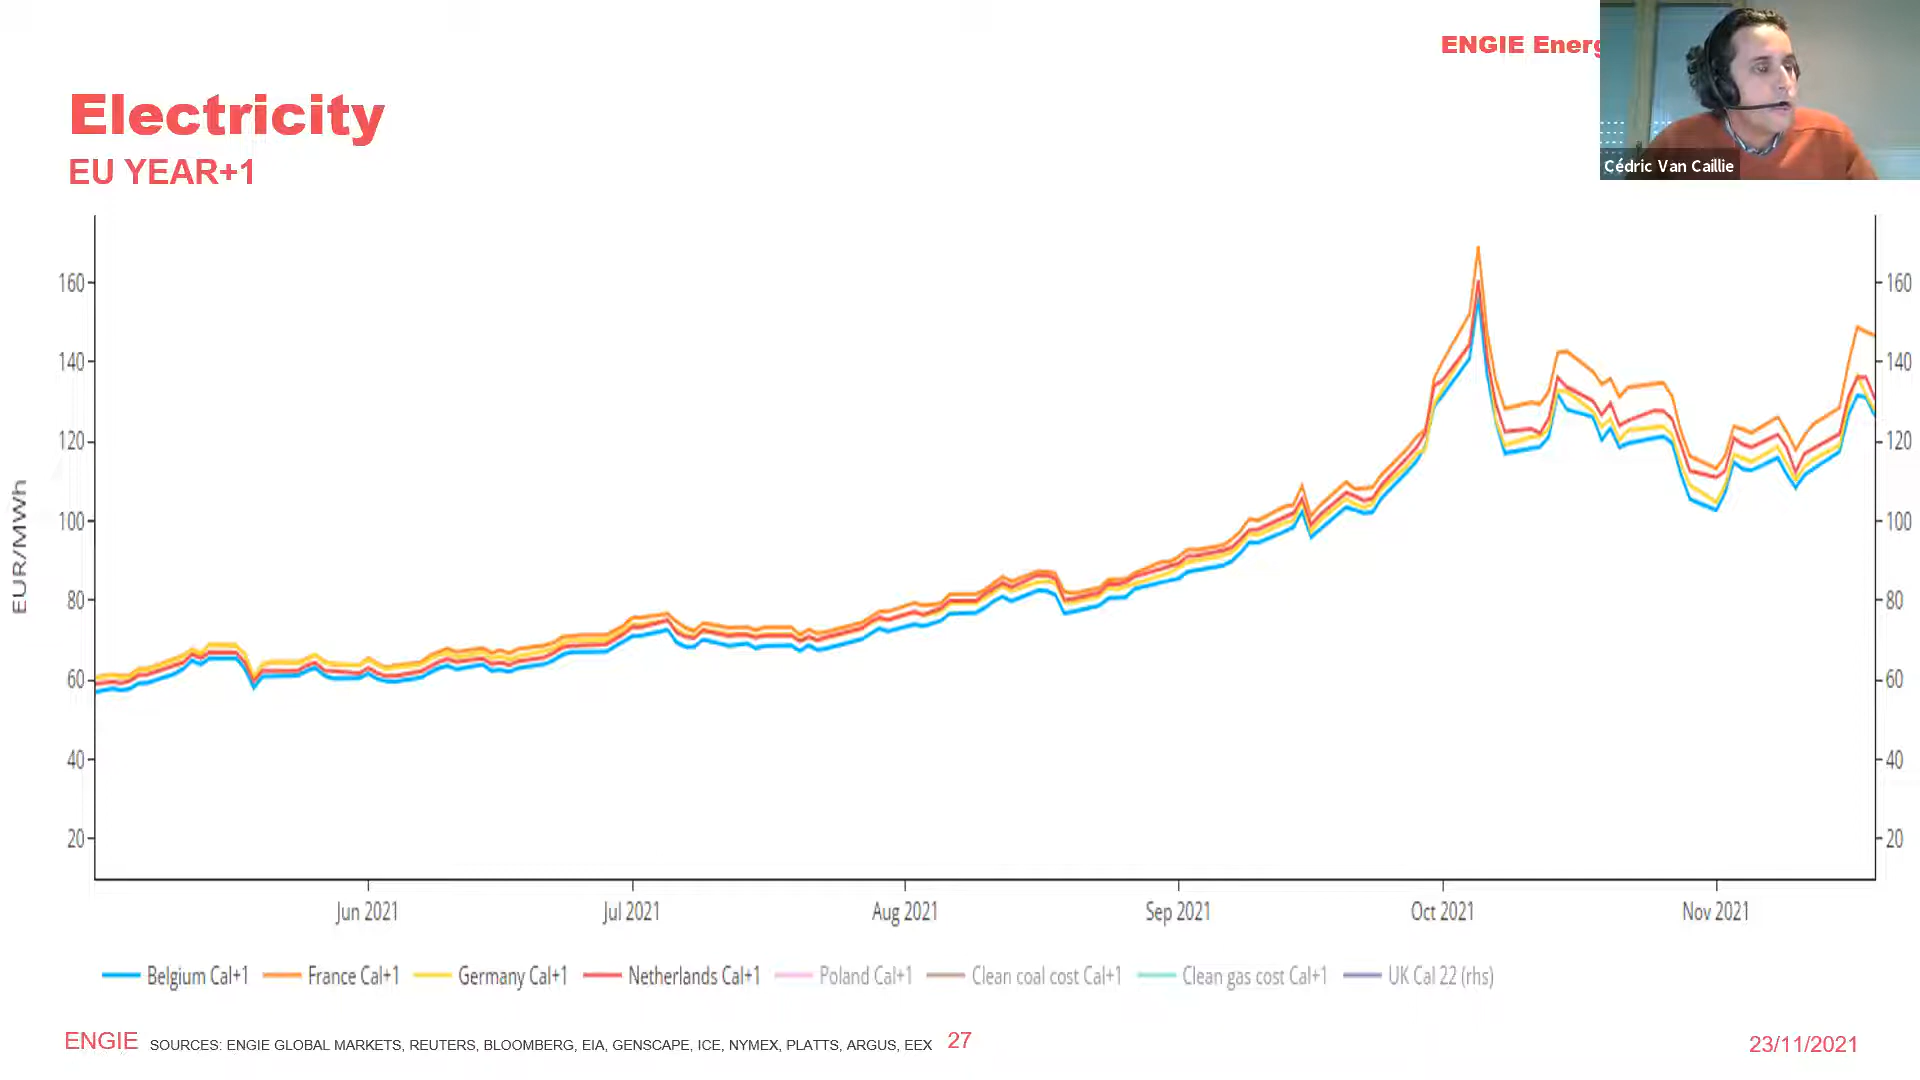 ENGIE Energ
Cédric Van Caillie
Electricity
EU YEAR+1
EUR/MWh
160
140
120
100
80
60
40
20
160
140
120
100
80
60
40
20
Jun 2021 Jul 2021 Aug 2021 Sep 2021 Oct 2021 Nov 2021
Belgium Cal+1 France Cal+1 Germany Cal+1 Netherlands Cal+1 Poland Cal+1 Clean coal cost Cal+1 Clean gas cost Cal+1 UK Cal 22 (rhs)
ENGIE SOURCES: ENGIE GLOBAL MARKETS, REUTERS, BLOOMBERG, EIA, GENSCAPE, ICE, NYMEX, PLATTS, ARGUS, EEX 27 23/11/2021